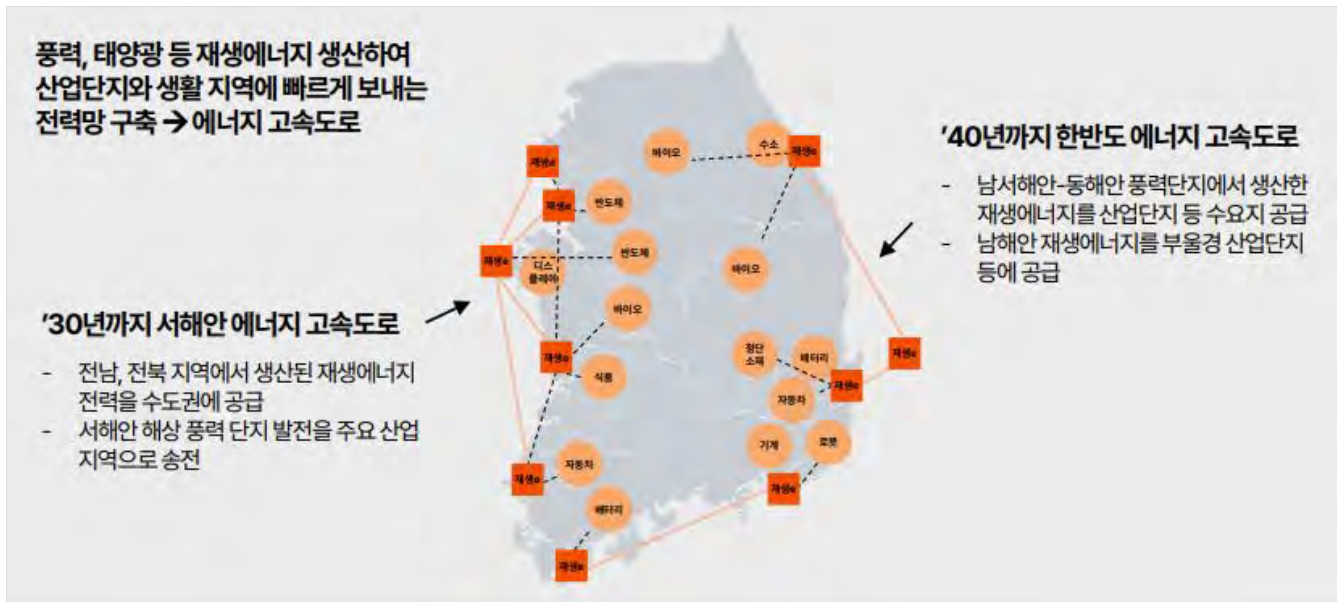 풍력, 태양광 등 재생에너지 생산하여
산업단지와 생활 지역에 빠르게 보내는
전력망 구축 → 에너지 고속도로
'30년까지 서해안 에너지 고속도로
- 전남, 전북 지역에서 생산된 재생에너지
전력을 수도권에 공급
- 서해안 해상 풍력 단지 발전을 주요 산업
지역으로 송전
'40년까지 한반도 에너지 고속도로
- 남서해안-동해안 풍력단지에서 생산한
재생에너지를 산업단지 등 수요지 공급
- 남해안 재생에너지를 부울경 산업단지
등에 공급
바이오
수소
재생e
재생e
재생e
반도체
재생e
디스
플레이
반도체
바이오
바이오
재생e
식품
첨단
소재
배터리
재생e
재생e
자동차
기계
로봇
재생e
자동차
재생e
배터리
재생e